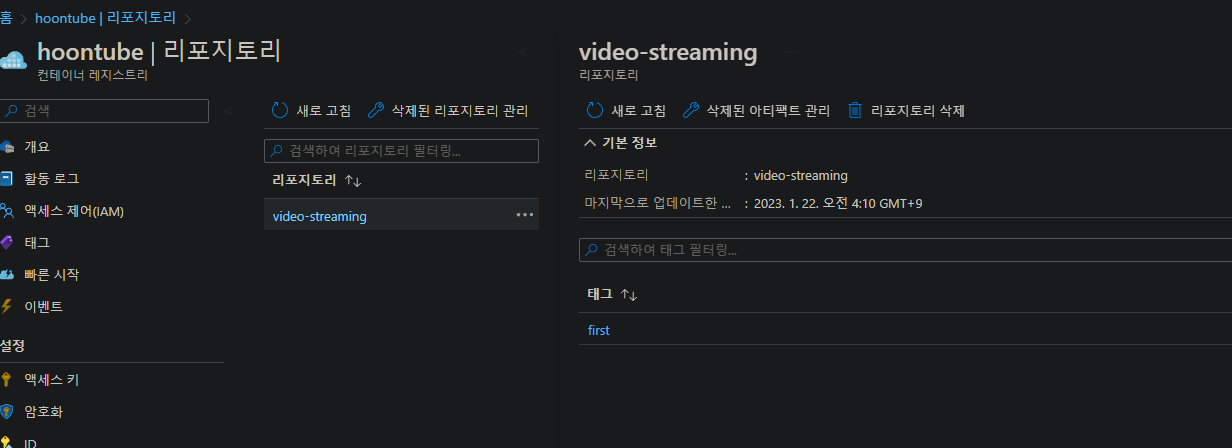 홈 > hoontube | 리포지토리 >
hoontube | 리포지토리
컨테이너 레지스트리
검색
개요
활동 로그
액세스 제어(IAM)
태그
빠른 시작
이벤트
설정
액세스 키
암호화
ID
새로 고침 삭제된 리포지토리 관리
검색하여 리포지토리 필터링...
리포지토리 ↑↓
video-streaming ...
video-streaming ...
리포지토리
새로 고침 삭제된 아티팩트 관리 리포지토리 삭제
기본 정보
리포지토리 : video-streaming
마지막으로 업데이트한 ... : 2023. 1. 22. 오전 4:10 GMT+9
검색하여 태그 필터링...
태그 ↑↓
first